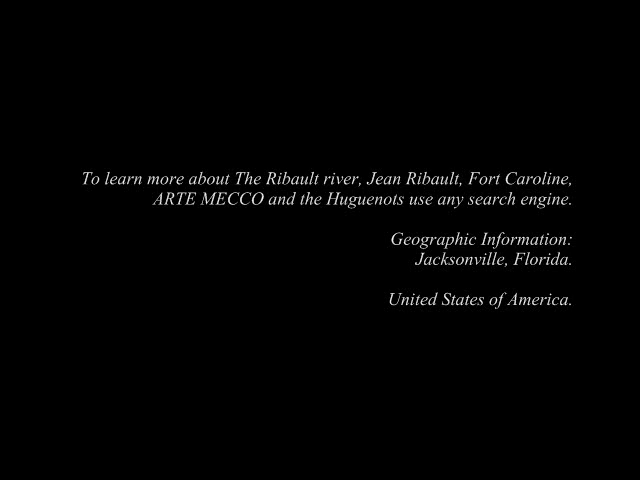 To learn more about The Ribault river, Jean Ribault, Fort Caroline,
ARTE MECCO and the Huguenots use any search engine.
Geographic Information:
Jacksonville, Florida.
United States of America.